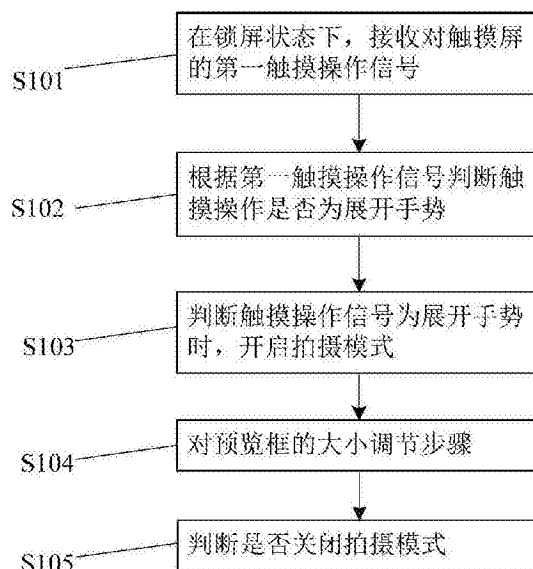 在锁屏状态下，接收对触摸屏
的第一触摸操作信号
S101
根据第一触摸操作信号判断触
摸操作是否为展开手势
S102
判断触摸操作信号为展开手势
时，开启拍摄模式
S103
对预览框的大小调节步骤
S104
判断是否关闭拍摄模式
S105